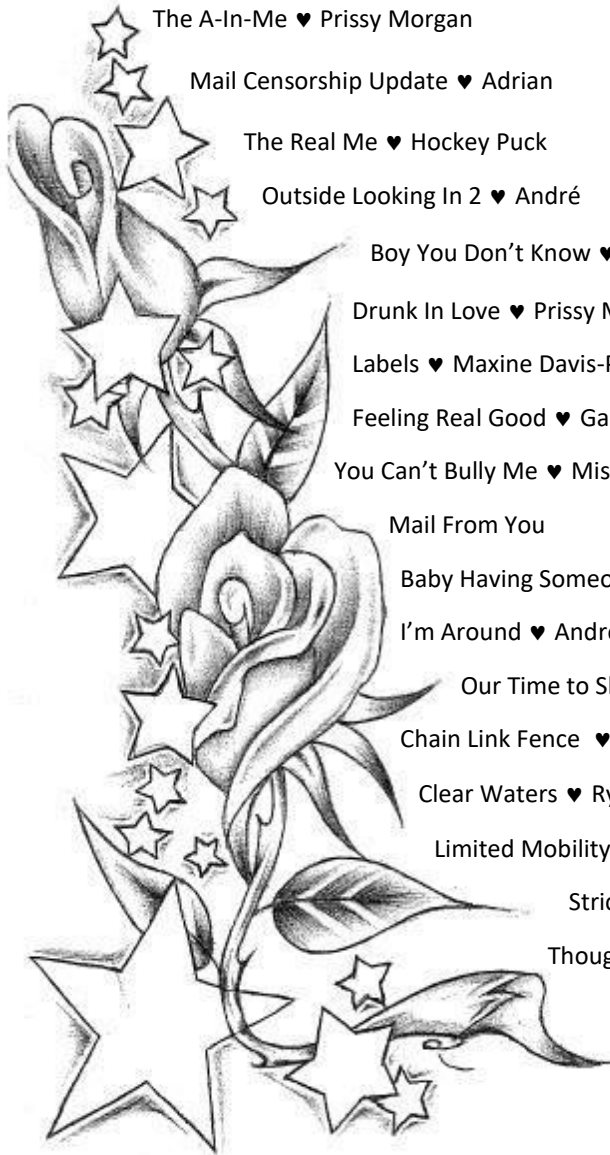 The A-In-Me ♥ Prissy Morgan
Mail Censorship Update ♥ Adrian
The Real Me ♥ Hockey Puck
Outside Looking In 2 ♥ André
Boy You Don’t Know ♥
Drunk In Love ♥ Prissy
Labels ♥ Maxine
Feeling Real Good ♥
You Can’t Bully Me ♥
Mail From You
Baby Having
I’m Around ♥
Our Time to
Chain Link Fence ♥
Clear Waters ♥
Limited Mobility